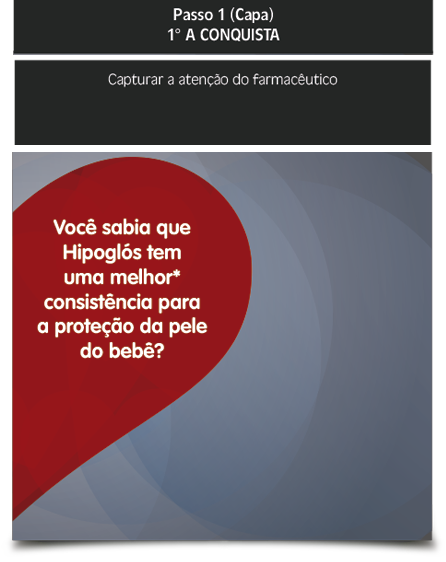 Passo 1 (Capa)
1° A CONQUISTA
Capturar a atenção do farmacêutico
Você sabia que
Hipoglós tem
uma melhor*
consistência para
a proteção da pele
do bebê?